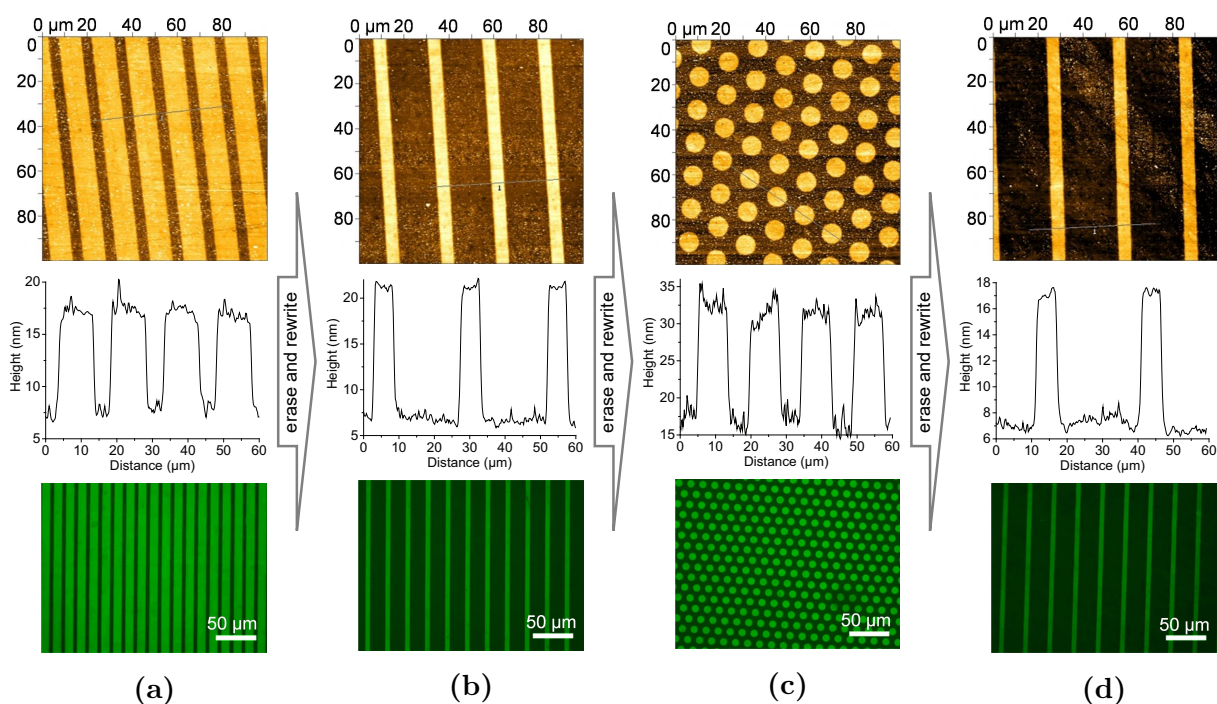 0 µm 20 40 60 80
0
20
40
60
80
20
15
10
5
Height (nm)
0 10 20 30 40 50 60
Distance (µm)
50 µm
(a)
erase and rewrite
0 µm 20 40 60 80
0
20
40
60
80
20
15
10
5
Height (nm)
0 10 20 30 40 50 60
Distance (µm)
50 µm
(b)
erase and rewrite
0 µm 20 40 60 80
0
20
40
60
80
35
30
25
20
15
Height (nm)
0 10 20 30 40 50 60
Distance (µm)
50 µm
(c)
erase and rewrite
0 µm 20 40 60 80
0
20
40
60
80
18
16
14
12
10
8
6
Height (nm)
0 10 20 30 40 50 60
Distance (µm)
50 µm
(d)